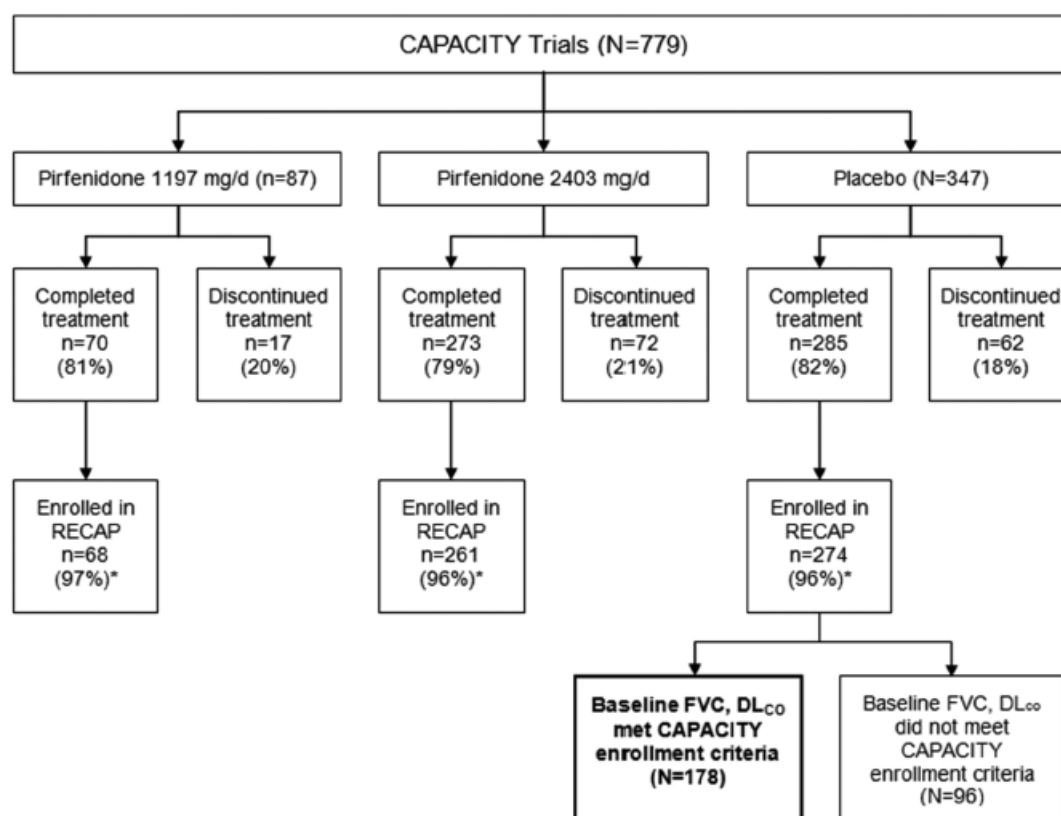 CAPACITY Trials (N=779)
Pirfenidone 1197 mg/d (n=87)
Pirfenidone 2403 mg/d
Placebo (N=347)
Completed
treatment
n=70
(81%)
Discontinued
treatment
n=17
(20%)
Completed
treatment
n=273
(79%)
Discontinued
treatment
n=72
(21%)
Completed
treatment
n=285
(82%)
Discontinued
treatment
n=62
(18%)
Enrolled in
RECAP
n=68
(97%)*
Enrolled in
RECAP
n=261
(96%)*
Enrolled in
RECAP
n=274
(96%)*
Baseline FVC, DLCO
met CAPACITY
enrollment criteria
(N=178)
Baseline FVC, DLco
did not meet
CAPACITY
enrollment criteria
(N=96)